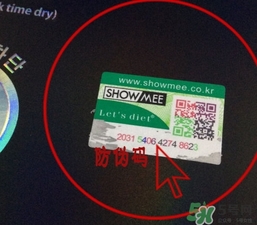 k time dry)
www.showmee.co.kr
SHOWMEE
Let's diet
2031 5406 4274 8623
防伪码